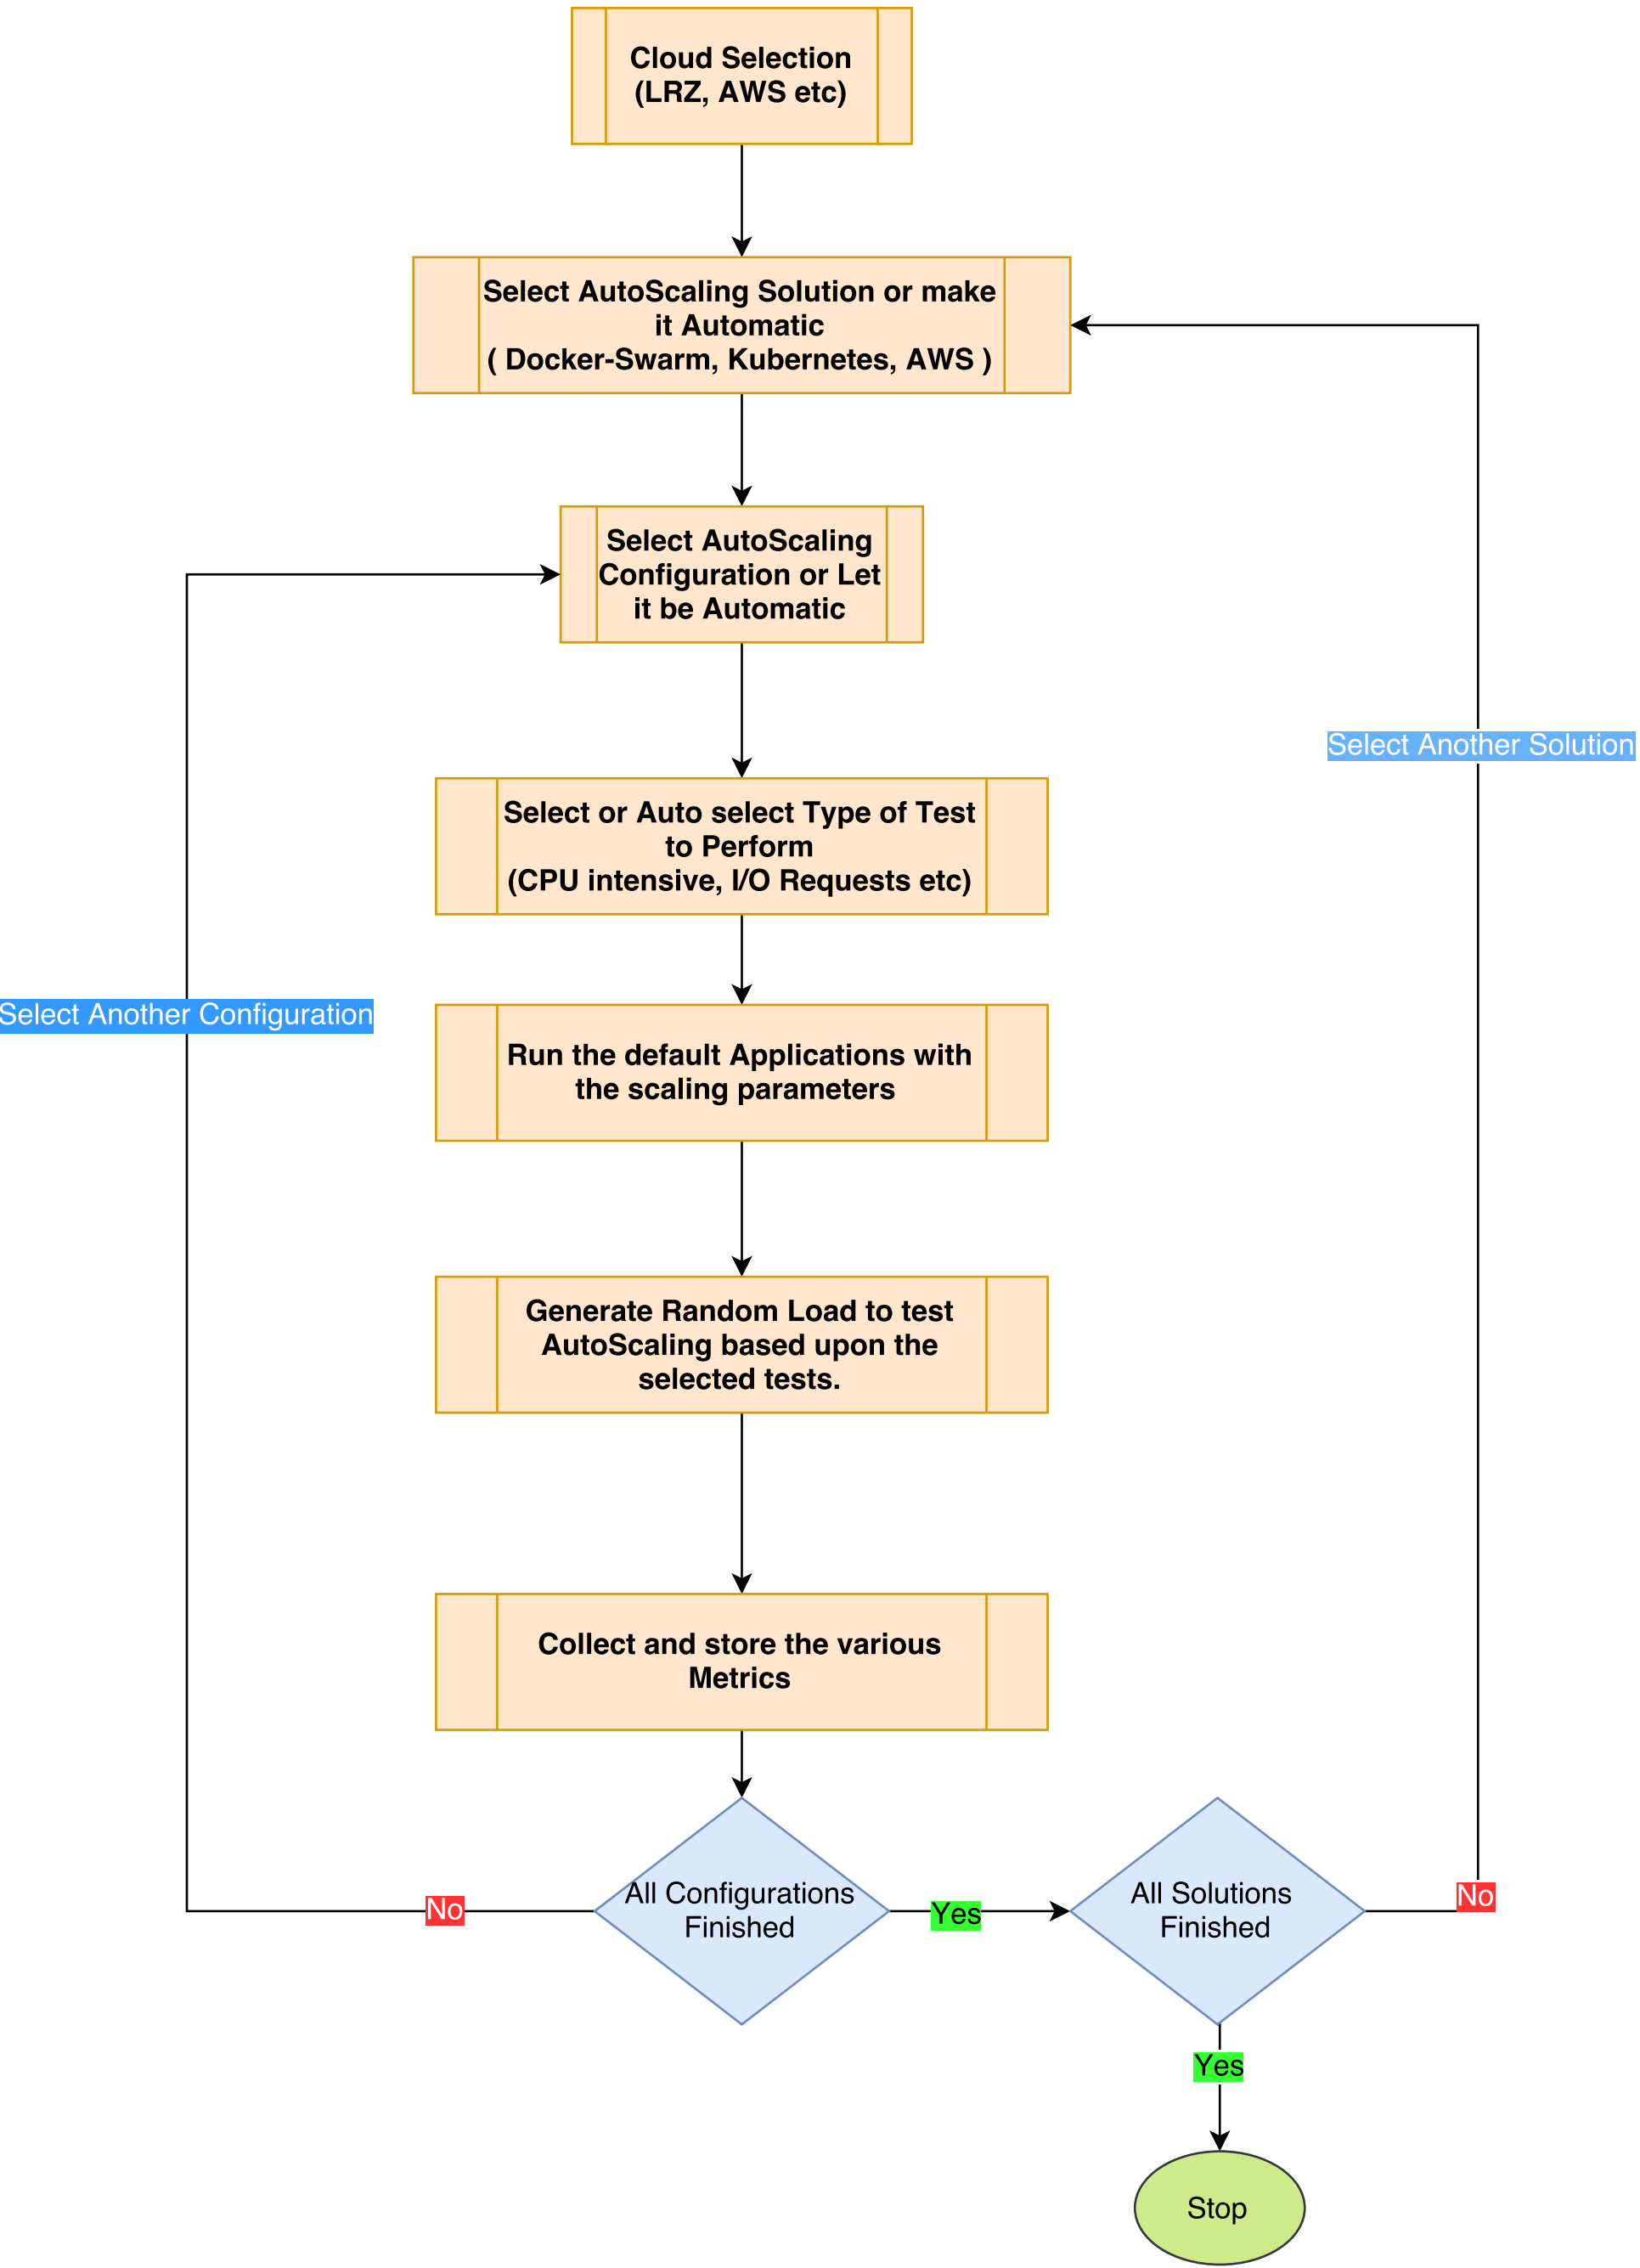 Cloud Selection
(LRZ, AWS etc)
Select AutoScaling Solution or make
it Automatic
( Docker-Swarm, Kubernetes, AWS )
Select AutoScaling
Configuration or Let
it be Automatic
Select Another Solution
Select or Auto select Type of Test
to Perform
(CPU intensive, I/O Requests etc)
Select Another Configuration
Run the default Applications with
the scaling parameters
Generate Random Load to test
AutoScaling based upon the
selected tests.
Collect and store the various
Metrics
All Configurations
Finished
No
Yes
All Solutions
Finished
No
Yes
Stop